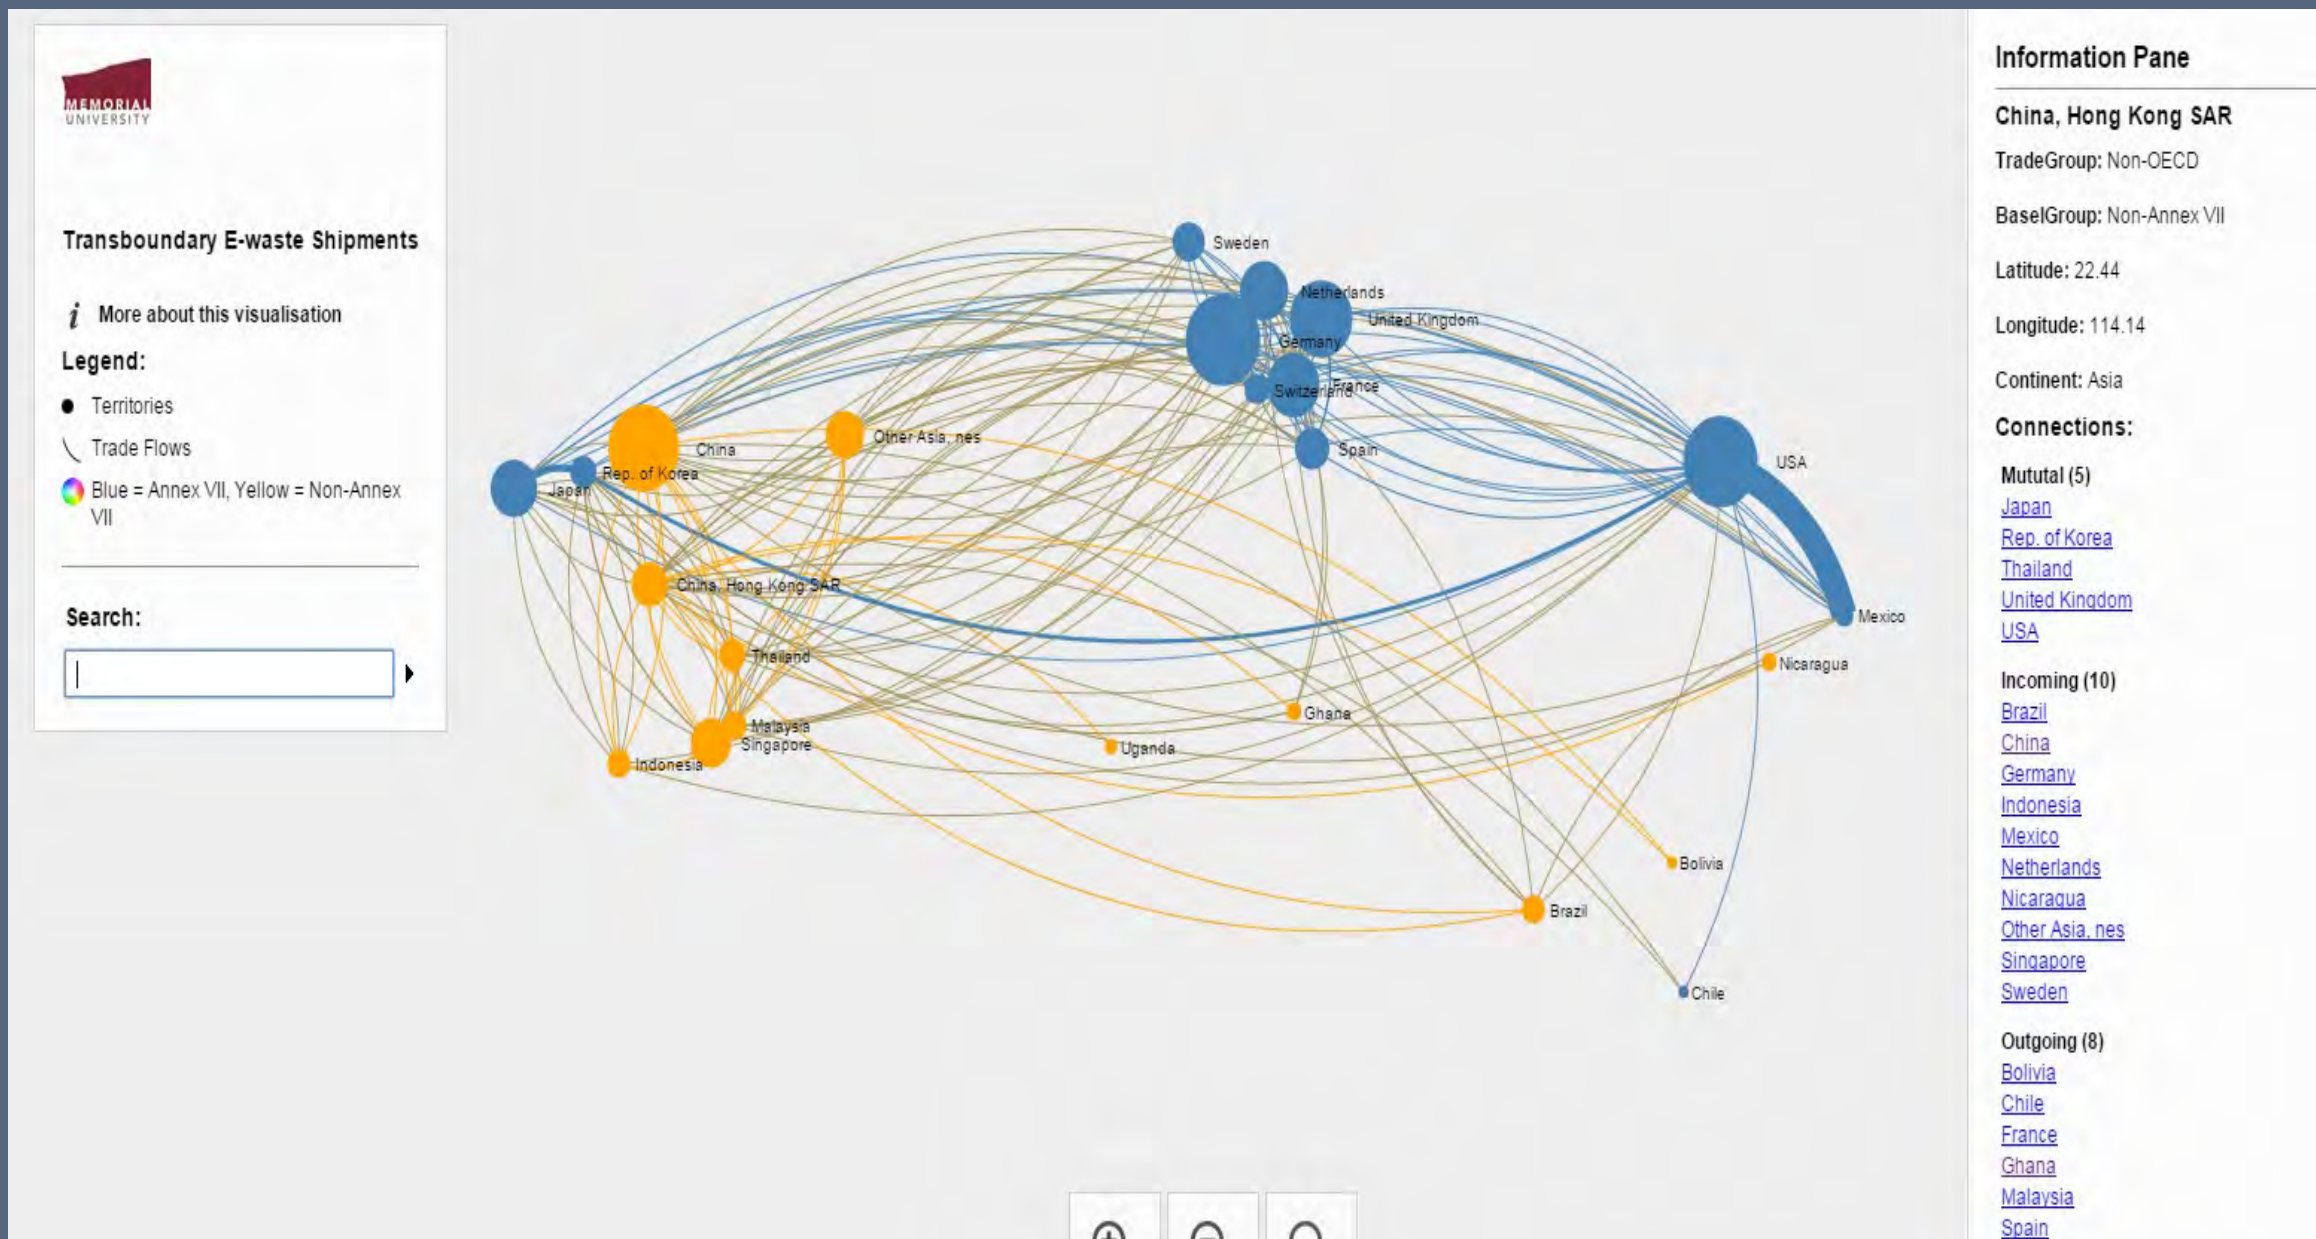 MEMORIAL
UNIVERSITY
Transboundary E-waste Shipments
i More about this visualisation
Legend:
Territories
Trade Flows
Blue = Annex VII, Yellow = Non-Annex
VII
Search:
Sweden
Netherlands
United Kingdom
Germany
France
Switzerland
Other Asia, nes
China
Spain
USA
Rep. of Korea
Japan
China, Hong Kong SAR
Mexico
Thailand
Nicaragua
Ghana
Malaysia
Singapore
Uganda
Indonesia
Bolivia
Brazil
Chile
Information Pane
China, Hong Kong SAR
TradeGroup: Non-OECD
BaselGroup: Non-Annex VII
Latitude: 22.44
Longitude: 114.14
Continent: Asia
Connections:
Mututal (5)
Japan
Rep. of Korea
Thailand
United Kingdom
USA
Incoming (10)
Brazil
China
Germany
Indonesia
Mexico
Netherlands
Nicaragua
Other Asia, nes
Singapore
Sweden
Outgoing (8)
Bolivia
Chile
France
Ghana
Malaysia
Spain